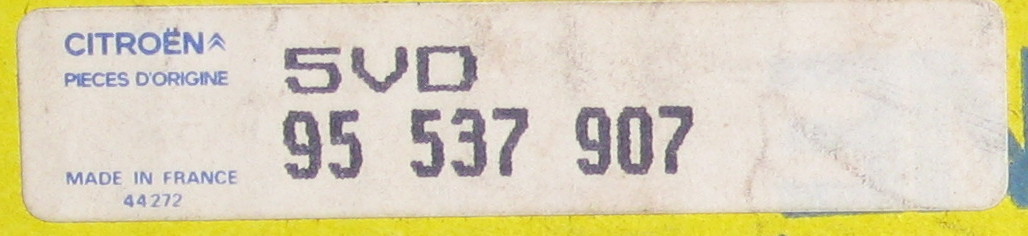 CITROËN
PIECES D'ORIGINE
5VD
95 537 907
MADE IN FRANCE
44272